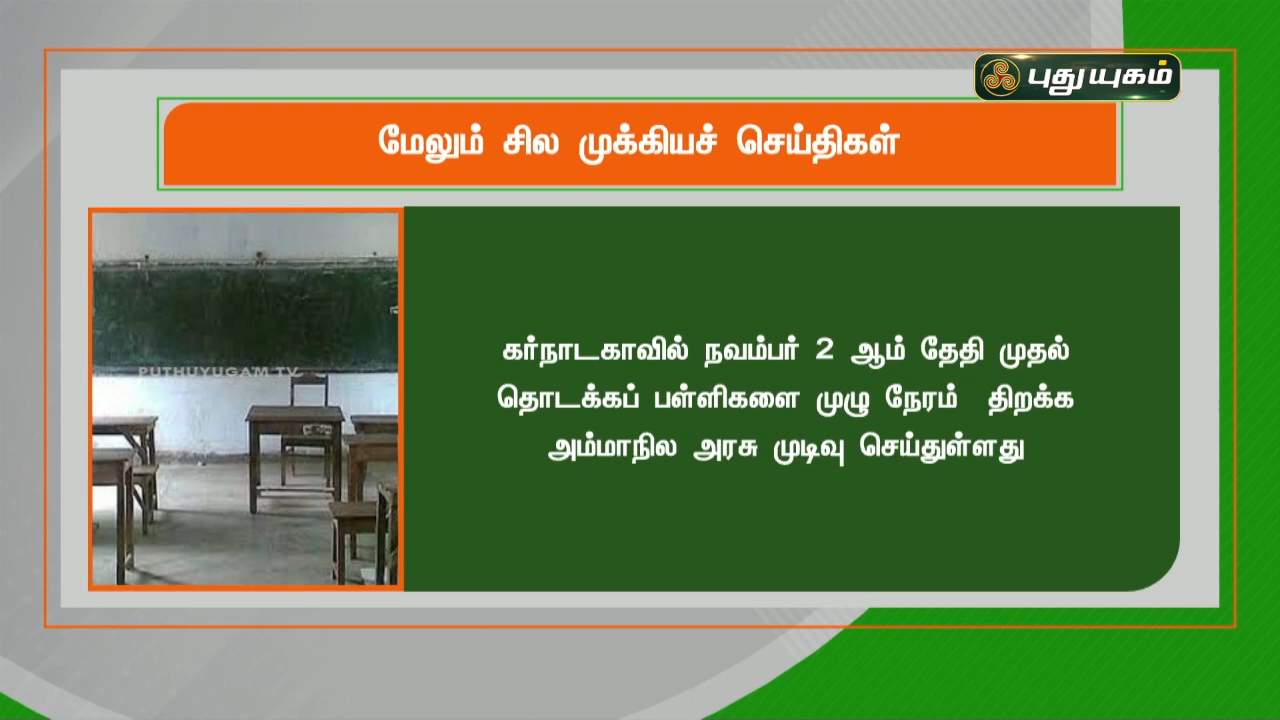 புதுயுகம்
மேலும் சில முக்கியச் செய்திகள்
PUTHUYUGAM TV
கர்நாடகாவில் நவம்பர் 2 ஆம் தேதி முதல்
தொடக்கப் பள்ளிகளை முழு நேரம் திறக்க
அம்மாநில அரசு முடிவு செய்துள்ளது